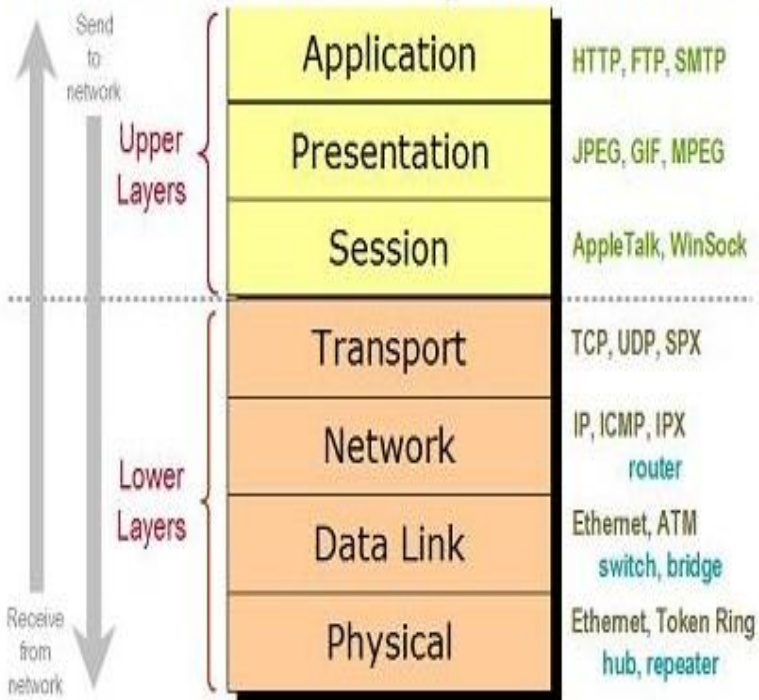 Send
to
network
Upper
Layers
Application
HTTP, FTP, SMTP
Presentation
JPEG, GIF, MPEG
Session
AppleTalk, WinSock
Lower
Layers
Transport
TCP, UDP, SPX
Network
IP, ICMP, IPX
router
Data Link
Ethernet, ATM
switch, bridge
Physical
Ethernet, Token Ring
hub, repeater
Receive
from
network